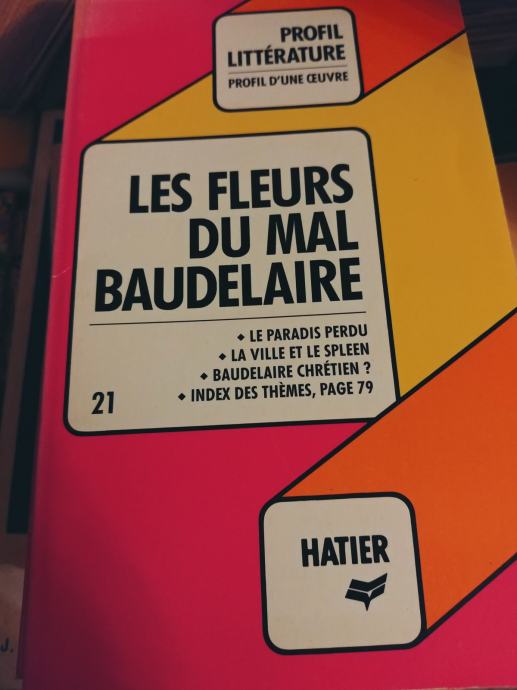 PROFIL
LITTÉRATURE
PROFIL D'UNE ŒUVRE
LES FLEURS
DU MAL
BAUDELAIRE
◆ LE PARADIS PERDU
◆ LA VILLE ET LE SPLEEN
◆ BAUDELAIRE CHRÉTIEN ?
◆ INDEX DES THÈMES, PAGE 79
21
HATIER
J.